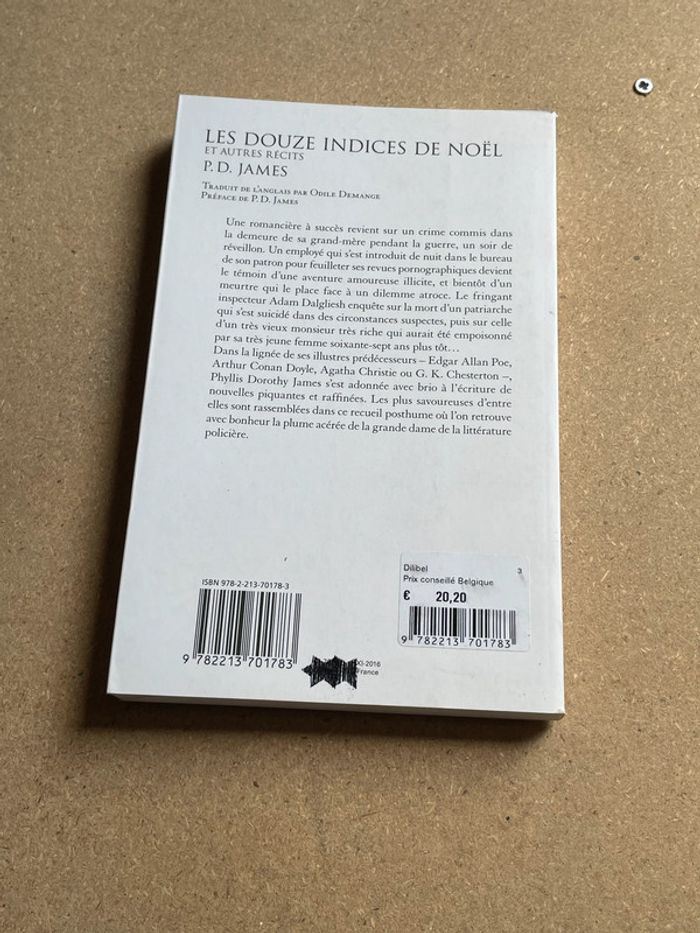 LES DOUZE INDICES DE NOËL
ET AUTRES RÉCITS
P. D. JAMES
Traduit de l'anglais par Odile Demange
Préface de P. D. James
Une romancière à succès revient sur un crime commis dans
la demeure de sa grand-mère pendant la guerre, un soir de
réveillon. Un employé qui s'est introduit de nuit dans le bureau
de son patron pour feuilleter ses revues pornographiques devient
le témoin d'une aventure amoureuse illicite, et bientôt d'un
meurtre qui le place face à un dilemme atroce. Le fringant
inspecteur Adam Dalgliesh enquête sur la mort d'un patriarche
qui s'est suicidé dans des circonstances suspectes, puis sur celle
d'un très vieux monsieur très riche qui aurait été empoisonné
par sa très jeune femme soixante-sept ans plus tôt…
Dans la lignée de ses illustres prédécesseurs – Edgar Allan Poe,
Arthur Conan Doyle, Agatha Christie ou G. K. Chesterton –,
Phyllis Dorothy James s'est adonnée avec brio à l'écriture de
nouvelles piquantes et raffinées. Les plus savoureuses d'entre
elles sont rassemblées dans ce recueil posthume où l'on retrouve
avec bonheur la plume acérée de la grande dame de la littérature
policière.
ISBN 978-2-213-70178-3
9 782213 701783
XI-2016
France
Dilibel 3
Prix conseillé Belgique
€ 20,20
9 782213 701783